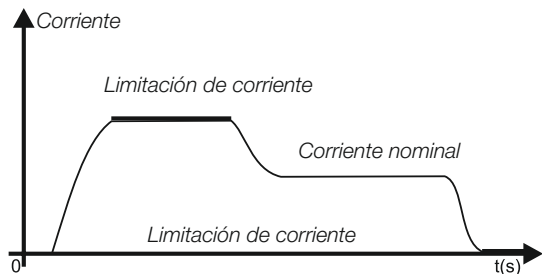 Corriente
Limitación de corriente
Corriente nominal
Limitación de corriente
0
t(s)